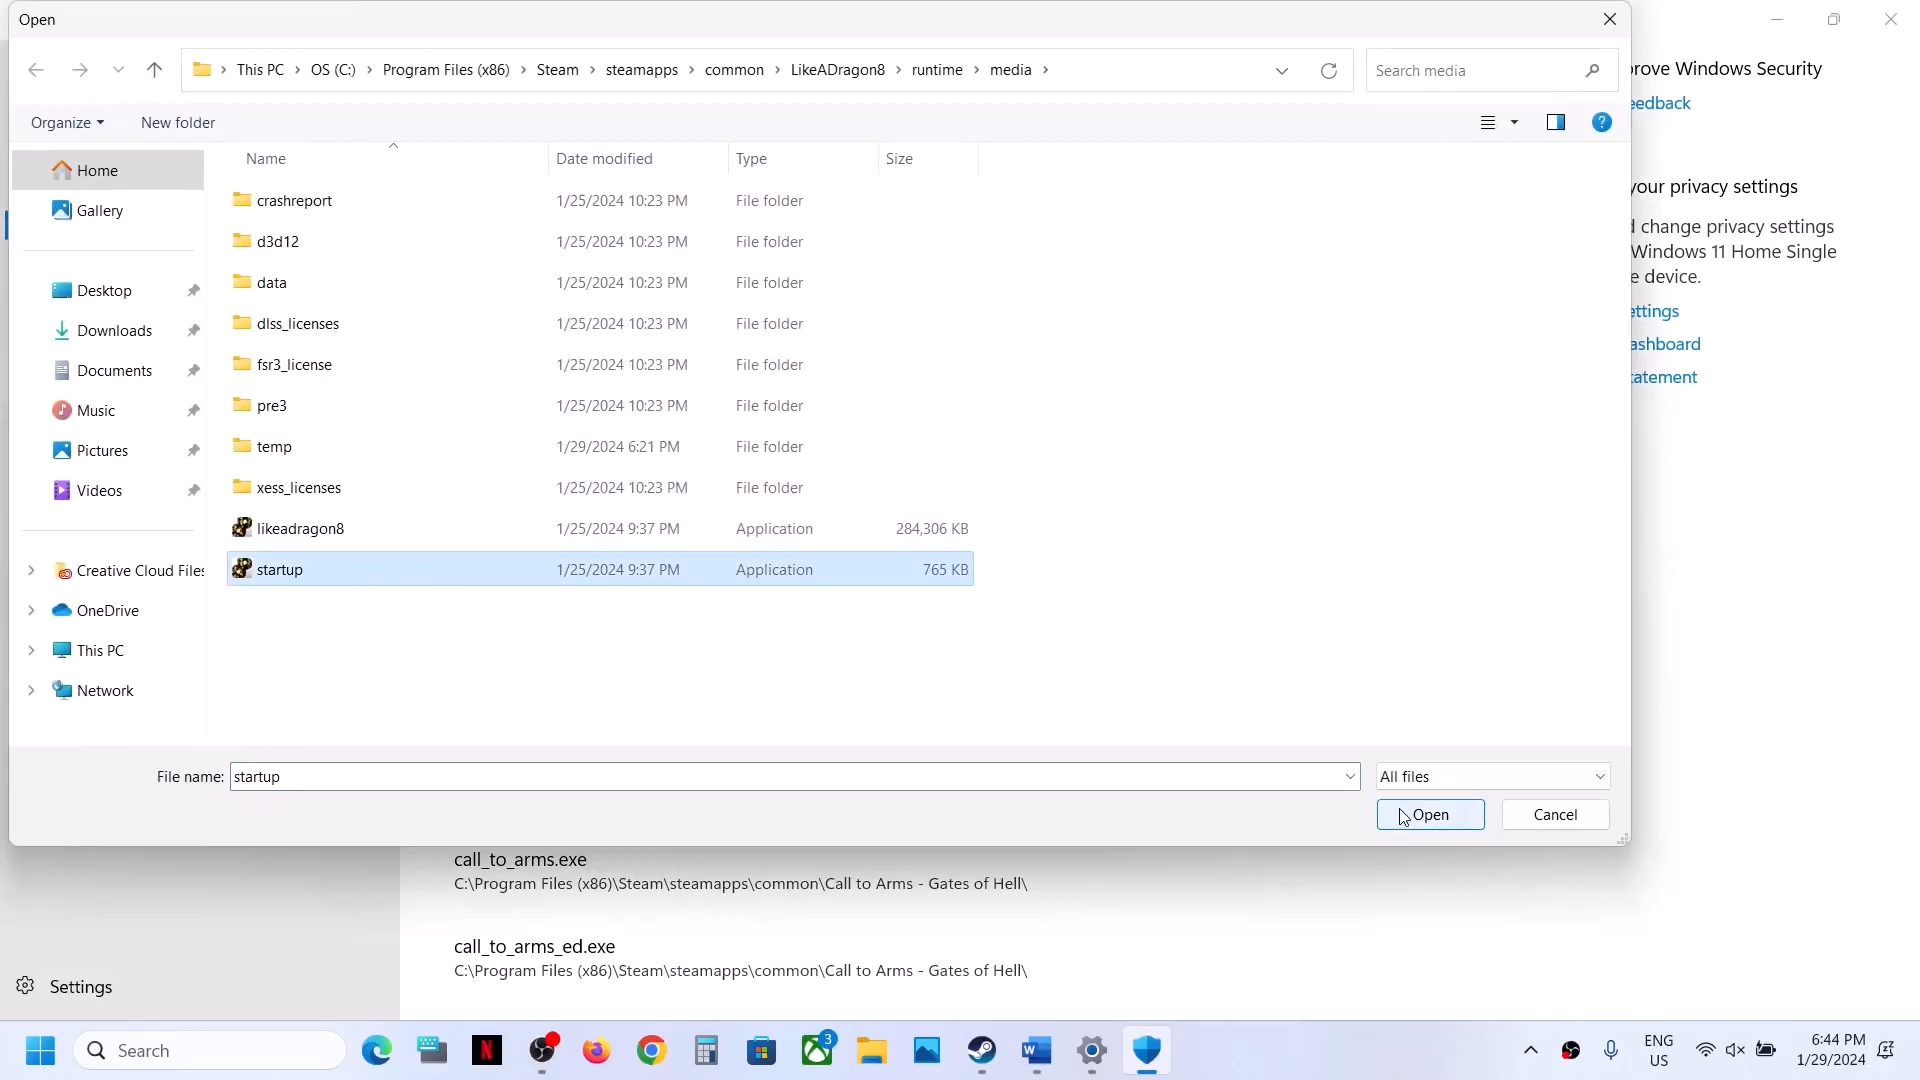 Open
This PC > OS (C:) > Program Files (x86) > Steam > steamapps > common > LikeADragon8 > runtime > media >
Search media
Organize
New folder
Name
Date modified
Type
Size
Home
Gallery
Desktop
Downloads
Documents
Music
Pictures
Videos
Creative Cloud Files
OneDrive
This PC
Network
crashreport 1/25/2024 10:23 PM File folder
d3d12 1/25/2024 10:23 PM File folder
data 1/25/2024 10:23 PM File folder
dlss_licenses 1/25/2024 10:23 PM File folder
fsr3_license 1/25/2024 10:23 PM File folder
pre3 1/25/2024 10:23 PM File folder
temp 1/29/2024 6:21 PM File folder
xess_licenses 1/25/2024 10:23 PM File folder
likeadragon8 1/25/2024 9:37 PM Application 284,306 KB
startup 1/25/2024 9:37 PM Application 765 KB
File name: startup
All files
Open
Cancel
prove Windows Security
eedback
your privacy settings
d change privacy settings
Windows 11 Home Single
e device.
ettings
ashboard
tatement
call_to_arms.exe
C:\Program Files (x86)\Steam\steamapps\common\Call to Arms - Gates of Hell\
call_to_arms_ed.exe
C:\Program Files (x86)\Steam\steamapps\common\Call to Arms - Gates of Hell\
Settings
Search
3
ENG
US
6:44 PM
1/29/2024